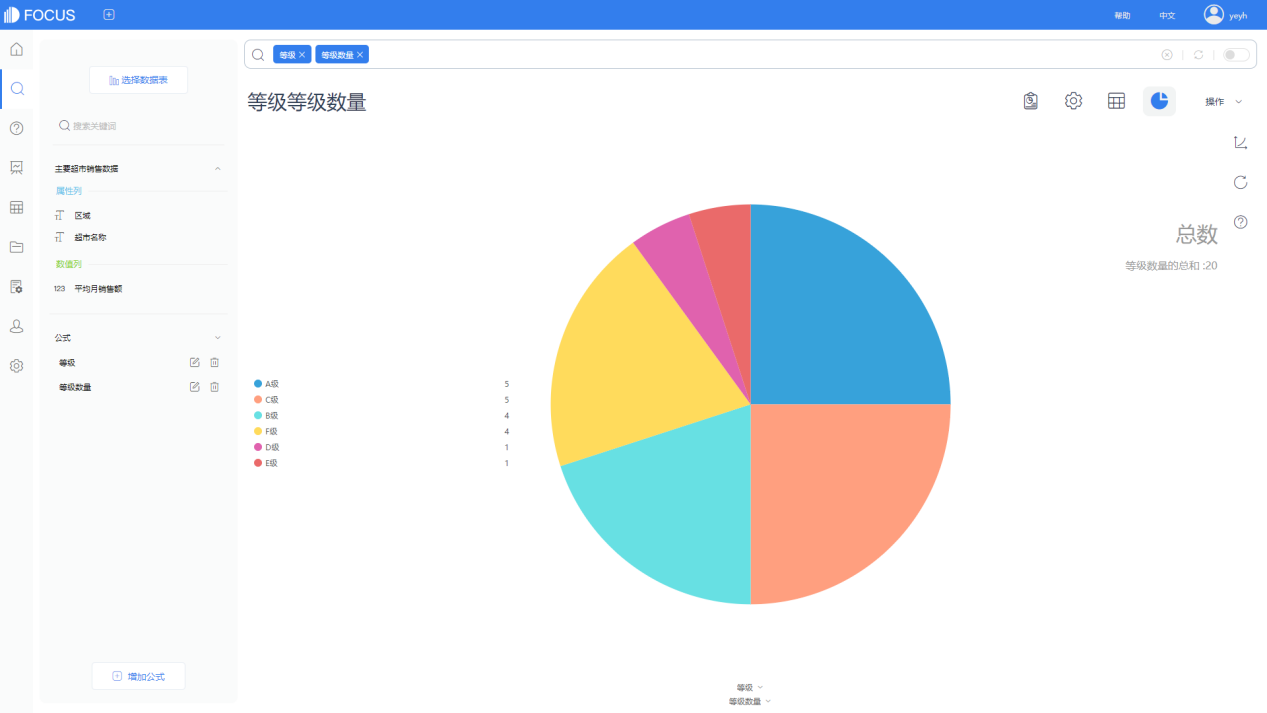 FOCUS
帮助
中文
yeyh
选择数据表
搜索关键词
主要超市销售数据
属性列
区域
超市名称
数值列
123 平均月销售额
公式
等级
等级数量
增加公式
等级 等级数量
等级等级数量
操作
总数
等级数量的总和 :20
A级 5
C级 5
B级 4
F级 4
D级 1
E级 1
等级
等级数量